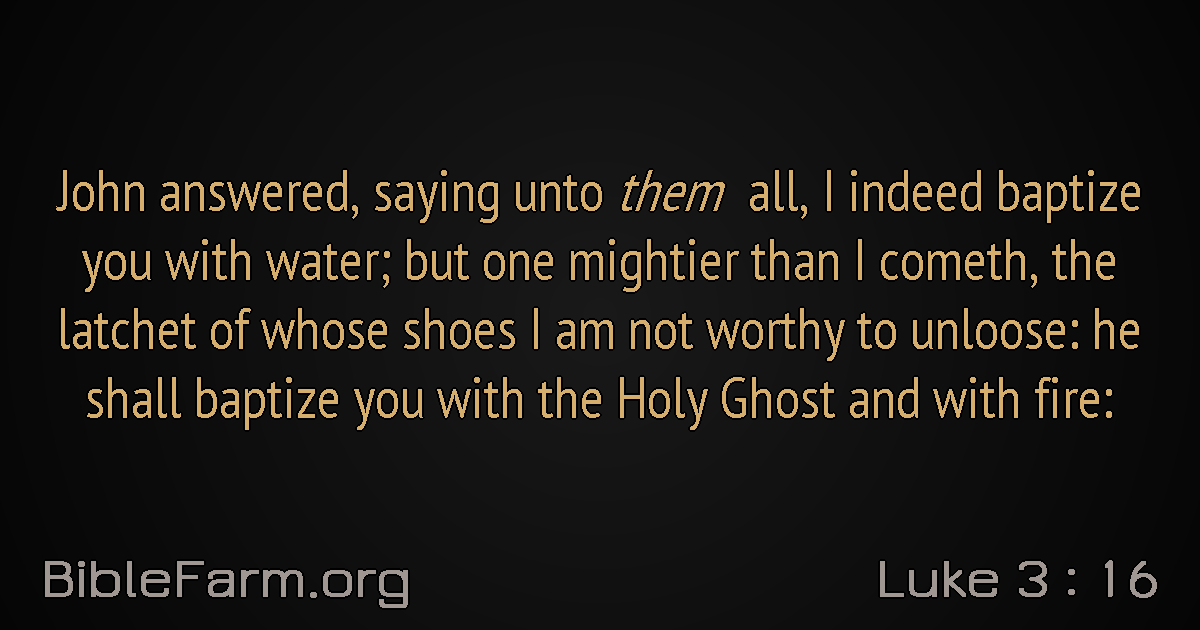 John answered, saying unto them all, I indeed baptize
you with water; but one mightier than I cometh, the
latchet of whose shoes I am not worthy to unloose: he
shall baptize you with the Holy Ghost and with fire:
BibleFarm.org
Luke 3 : 16